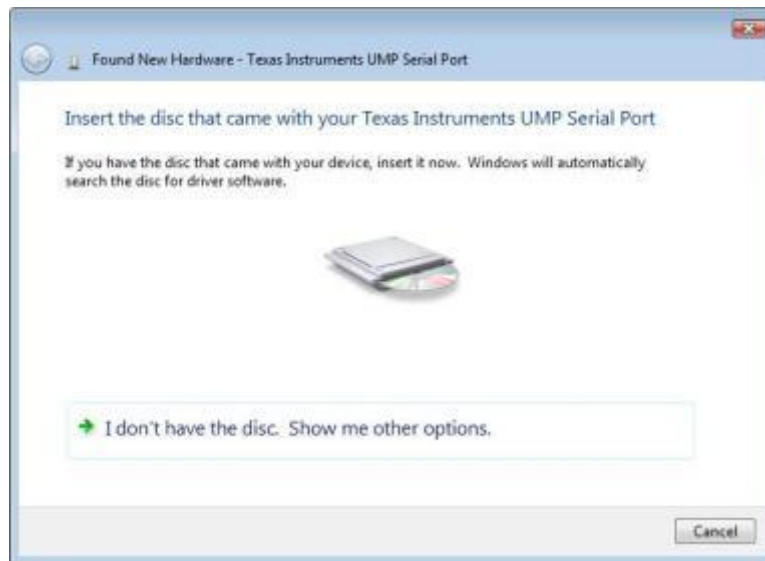 Found New Hardware - Texas Instruments UMP Serial Port
Insert the disc that came with your Texas Instruments UMP Serial Port
If you have the disc that came with your device, insert it now. Windows will automatically
search the disc for driver software.
I don't have the disc. Show me other options.
Cancel